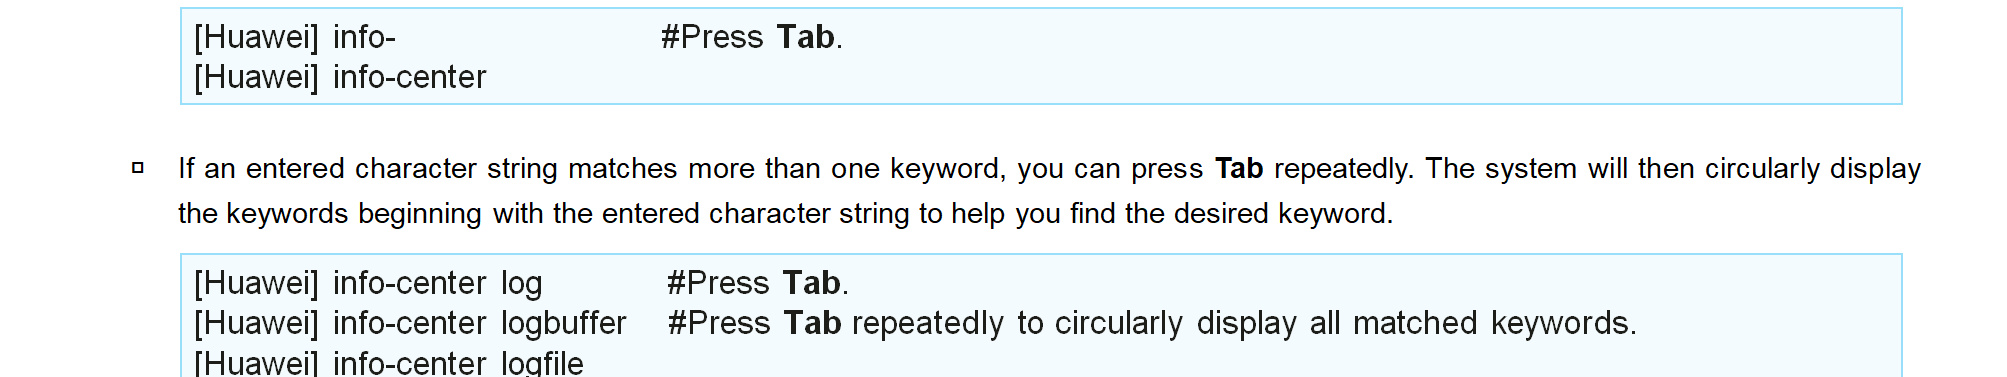 [Huawei] info- #Press Tab.
[Huawei] info-center
If an entered character string matches more than one keyword, you can press Tab repeatedly. The system will then circularly display
the keywords beginning with the entered character string to help you find the desired keyword.
[Huawei] info-center log #Press Tab.
[Huawei] info-center logbuffer #Press Tab repeatedly to circularly display all matched keywords.
[Huawei] info-center logfile